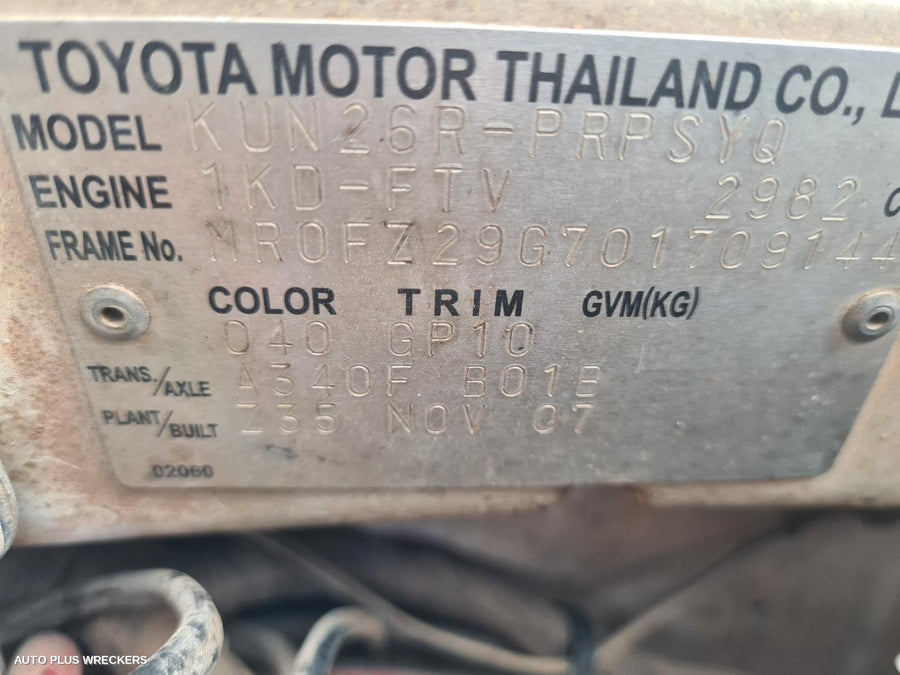 TOYOTA MOTOR THAILAND CO., L
MODEL KUN26R-PRPSYQ
ENGINE 1KD-FTV 2982 c
FRAME No. MR0FZ29G701709144
COLOR TRIM GVM(KG)
040 GP10
TRANS./AXLE A340F B01B
PLANT/BUILT Z35 NOV 07
02060
AUTO PLUS WRECKERS